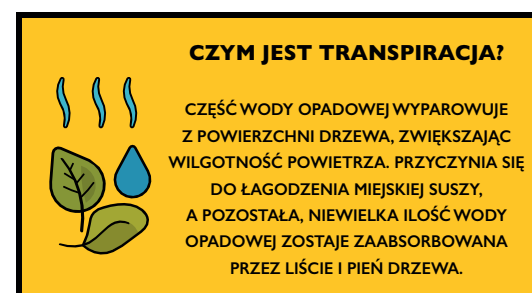 CZYM JEST TRANSPIRACJA?
CZĘŚĆ WODY OPADOWEJ WYPAROWUJE
Z POWIERZCHNI DRZEWA, ZWIĘKSZAJĄC
WILGOTNOŚĆ POWIETRZA. PRZYCZYNIA SIĘ
DO ŁAGODZENIA MIEJSKIEJ SUSZY,
A POZOSTAŁA, NIEWIELKA ILOŚĆ WODY
OPADOWEJ ZOSTAJE ZAABSORBOWANA
PRZEZ LIŚCIE I PIEŃ DRZEWA.